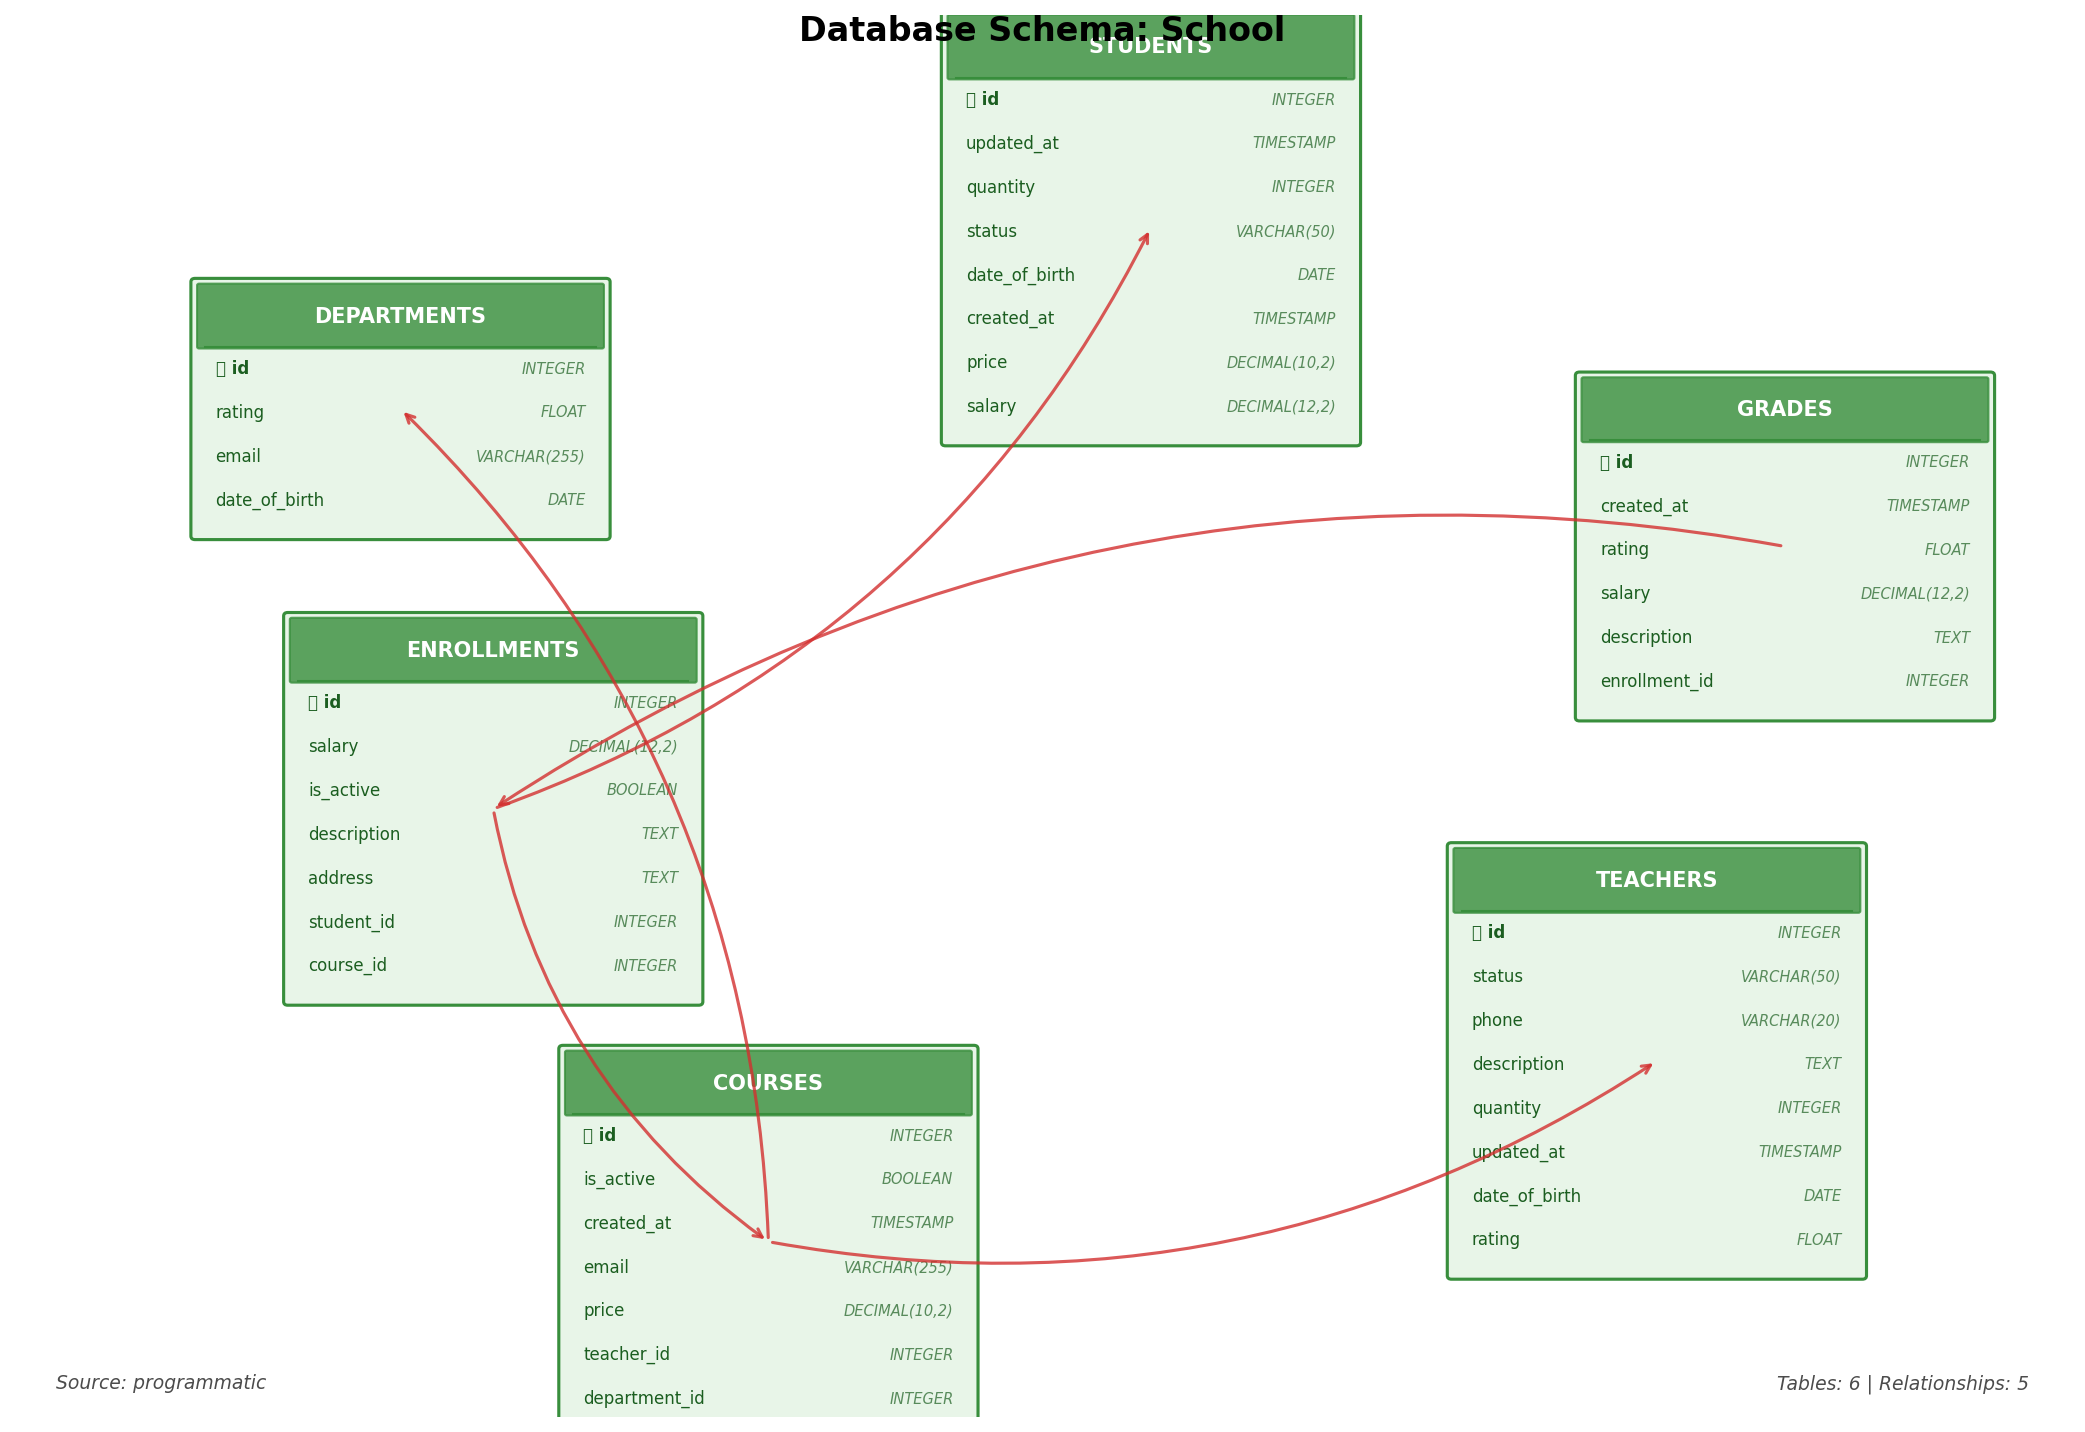 Database Schema: School
STUDENTS
id INTEGER
updated_at TIMESTAMP
quantity INTEGER
status VARCHAR(50)
date_of_birth DATE
created_at TIMESTAMP
price DECIMAL(10,2)
salary DECIMAL(12,2)
DEPARTMENTS
id INTEGER
rating FLOAT
email VARCHAR(255)
date_of_birth DATE
GRADES
id INTEGER
created_at TIMESTAMP
rating FLOAT
salary DECIMAL(12,2)
description TEXT
enrollment_id INTEGER
ENROLLMENTS
id INTEGER
salary DECIMAL(12,2)
is_active BOOLEAN
description TEXT
address TEXT
student_id INTEGER
course_id INTEGER
TEACHERS
id INTEGER
status VARCHAR(50)
phone VARCHAR(20)
description TEXT
quantity INTEGER
updated_at TIMESTAMP
date_of_birth DATE
rating FLOAT
COURSES
id INTEGER
is_active BOOLEAN
created_at TIMESTAMP
email VARCHAR(255)
price DECIMAL(10,2)
teacher_id INTEGER
department_id INTEGER
Source: programmatic
Tables: 6 | Relationships: 5